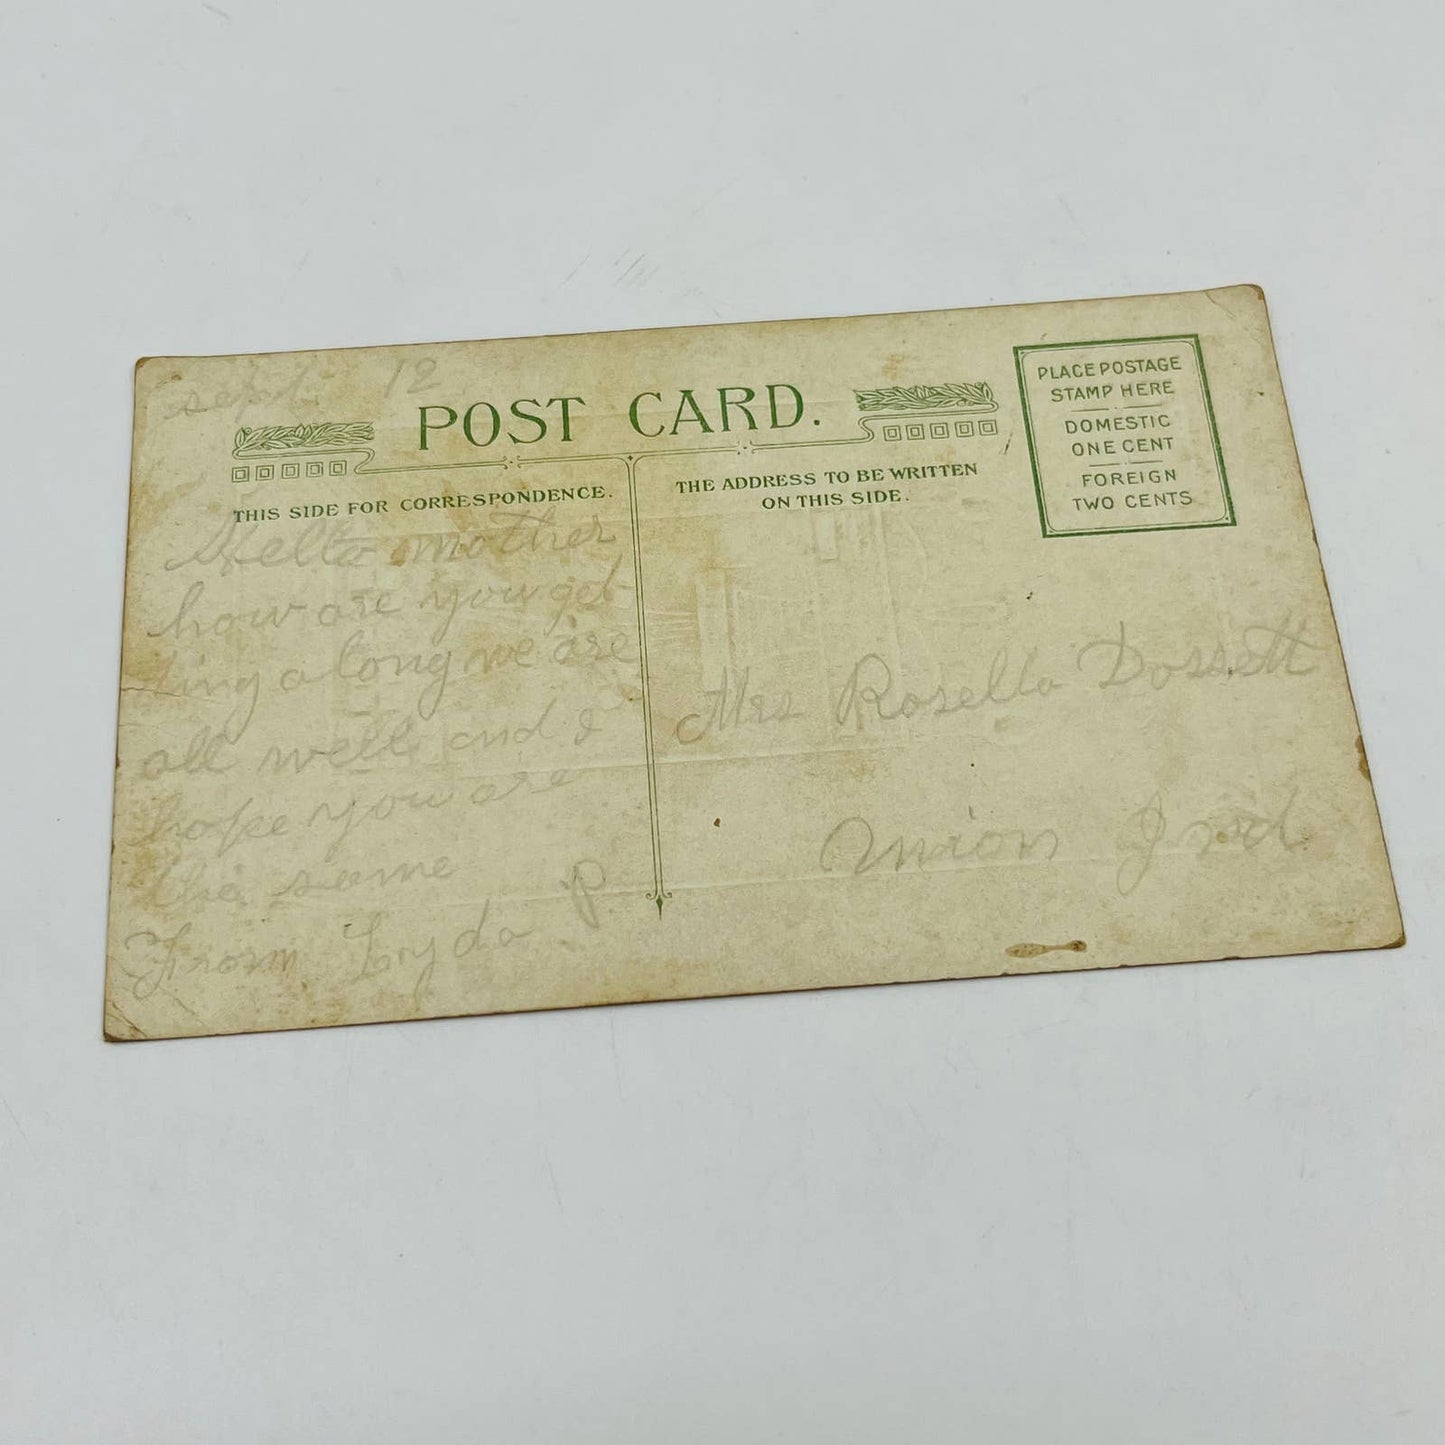 Sept. 12
POST CARD.
THIS SIDE FOR CORRESPONDENCE.
THE ADDRESS TO BE WRITTEN
ON THIS SIDE.
PLACE POSTAGE
STAMP HERE
DOMESTIC
ONE CENT
FOREIGN
TWO CENTS
Hello mother
how are you get
ting along we are
all well and I
hope you are
the same
From Lyda P
Mrs Rosella Dossett
Union Ind